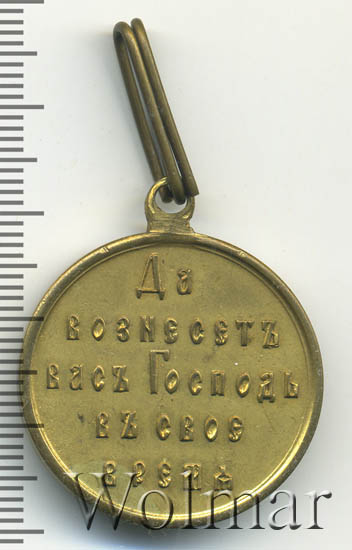 Да
вознесетъ
васъ Господь
въ свое
время
Wolmar